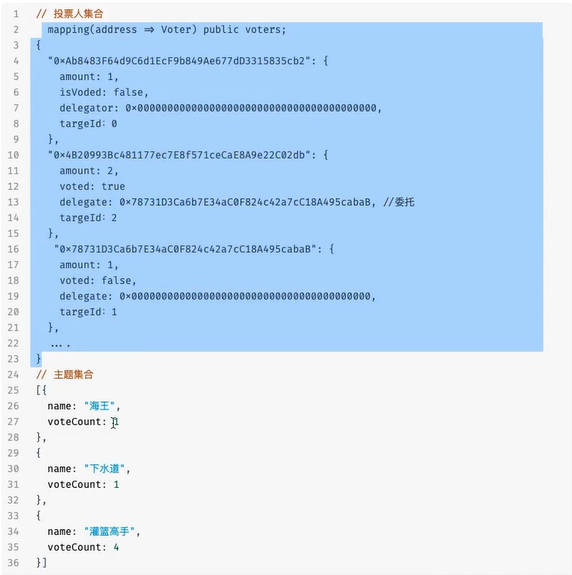 1 // 投票人集合
2 mapping(address => Voter) public voters;
3 {
4 "0×Ab8483F64d9C6d1EcF9b849Ae677dD3315835cb2": {
5 amount: 1,
6 isVoded: false,
7 delegator: 0×0000000000000000000000000000000000000000,
8 targeId: 0
9 },
10 "0×4B20993Bc481177ec7E8f571ceCaE8A9e22C02db": {
11 amount: 2,
12 voted: true
13 delegate: 0×78731D3Ca6b7E34aC0F824c42a7cC18A495cabaB, //委托
14 targeId: 2
15 },
16 "0×78731D3Ca6b7E34aC0F824c42a7cC18A495cabaB": {
17 amount: 1,
18 voted: false,
19 delegate: 0×0000000000000000000000000000000000000000,
20 targeId: 1
21 },
22 ....
23 }
24 // 主题集合
25 [{
26 name: "海王",
27 voteCount: 1
28 },
29 {
30 name: "下水道",
31 voteCount: 1
32 },
33 {
34 name: "灌篮高手",
35 voteCount: 4
36 }]